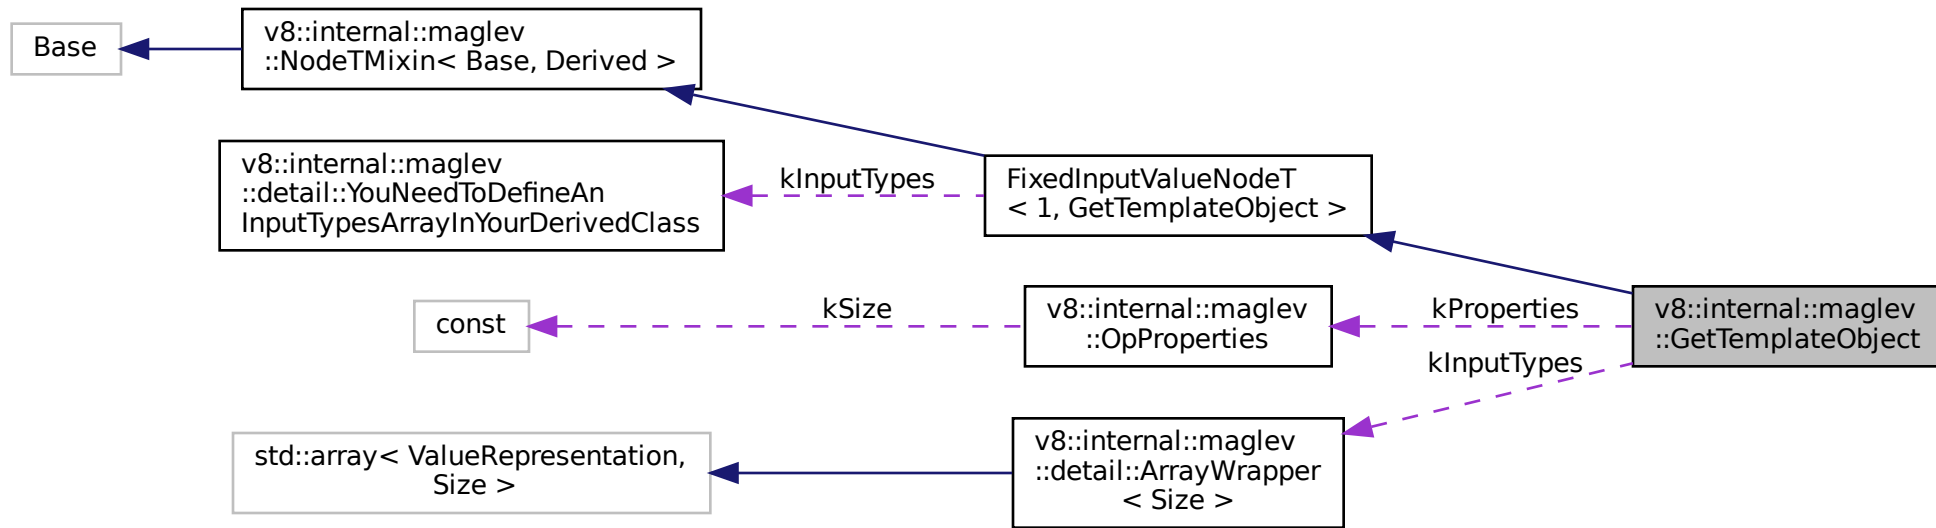 Base
v8::internal::maglev
::NodeTMixin< Base, Derived >
v8::internal::maglev
::detail::YouNeedToDefineAn
InputTypesArrayInYourDerivedClass
kInputTypes
FixedInputValueNodeT
< 1, GetTemplateObject >
const
kSize
v8::internal::maglev
::OpProperties
kProperties
v8::internal::maglev
::GetTemplateObject
kInputTypes
std::array< ValueRepresentation,
Size >
v8::internal::maglev
::detail::ArrayWrapper
< Size >